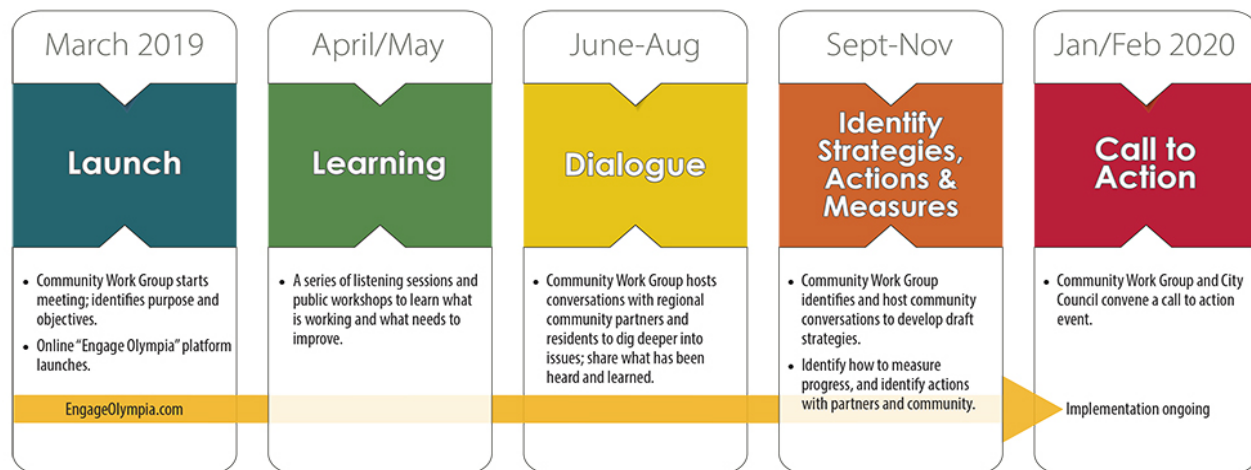 March 2019
Launch
• Community Work Group starts
meeting; identifies purpose and
objectives.
• Online “Engage Olympia” platform
launches.
EngageOlympia.com
April/May
Learning
• A series of listening sessions and
public workshops to learn what
is working and what needs to
improve.
June-Aug
Dialogue
• Community Work Group hosts
conversations with regional
community partners and
residents to dig deeper into
issues; share what has been
heard and learned.
Sept-Nov
Identify
Strategies,
Actions &
Measures
• Community Work Group
identifies and host community
conversations to develop draft
strategies.
• Identify how to measure
progress, and identify actions
with partners and community.
Jan/Feb 2020
Call to
Action
• Community Work Group and City
Council convene a call to action
event.
Implementation ongoing